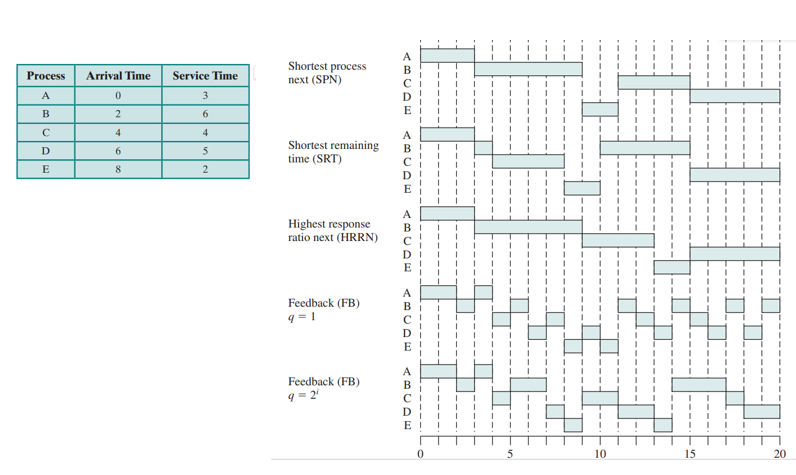 Process Arrival Time Service Time
A 0 3
B 2 6
C 4 4
D 6 5
E 8 2
Shortest process
next (SPN)
A
B
C
D
E
Shortest remaining
time (SRT)
A
B
C
D
E
Highest response
ratio next (HRRN)
A
B
C
D
E
Feedback (FB)
q = 1
A
B
C
D
E
Feedback (FB)
q = 2^i
A
B
C
D
E
0 5 10 15 20